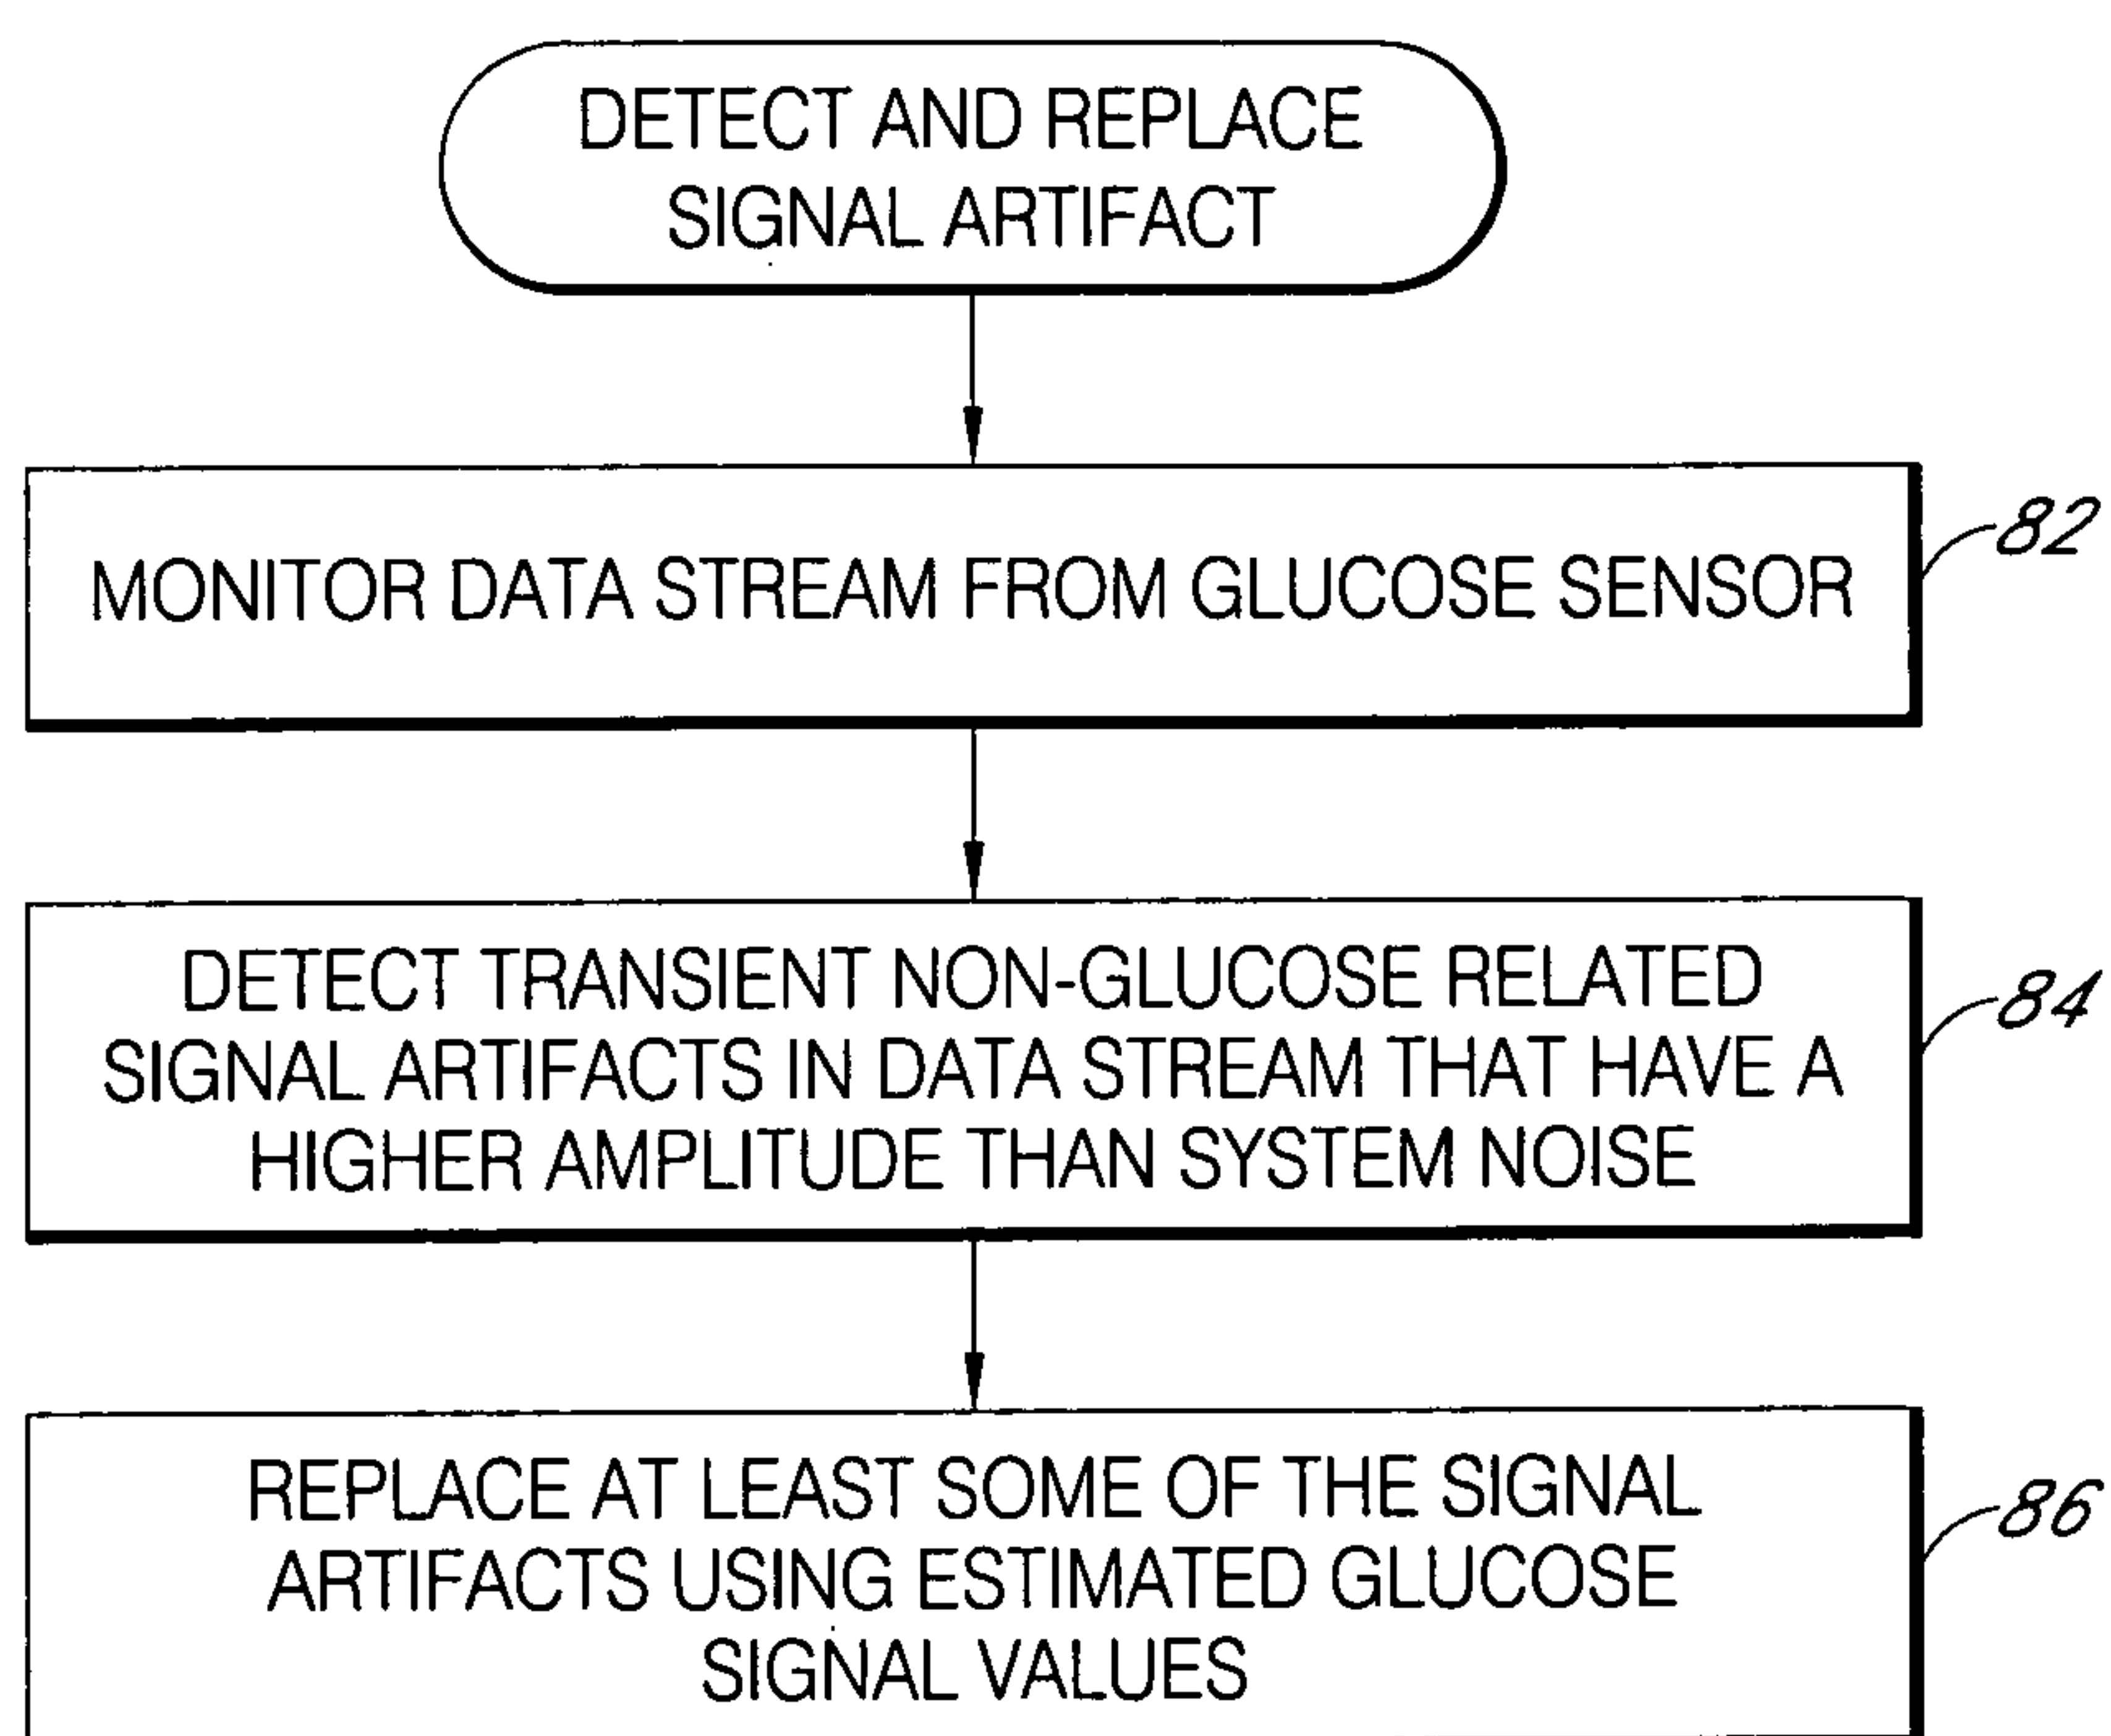 DETECT AND REPLACE
SIGNAL ARTIFACT
82
MONITOR DATA STREAM FROM GLUCOSE SENSOR
84
DETECT TRANSIENT NON-GLUCOSE RELATED
SIGNAL ARTIFACTS IN DATA STREAM THAT HAVE A
HIGHER AMPLITUDE THAN SYSTEM NOISE
86
REPLACE AT LEAST SOME OF THE SIGNAL
ARTIFACTS USING ESTIMATED GLUCOSE
SIGNAL VALUES